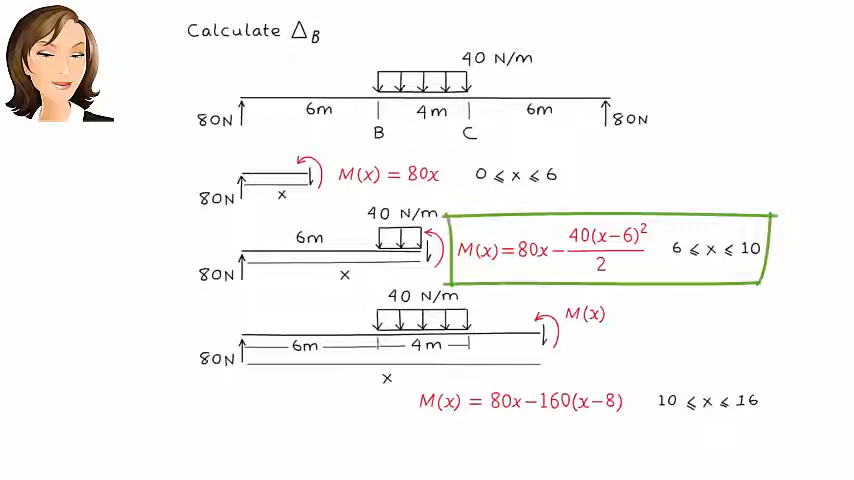 Calculate Δ_B
40 N/m
80N 6m 4m 6m 80N
B C
M(x) = 80x 0 ⩽ x ⩽ 6
80N x
40 N/m
6m M(x)=80x− 40(x−6)²/2 6 ⩽ x ⩽ 10
80N x
40 N/m
M(x)
80N 6m 4m
x
M(x) = 80x−160(x−8) 10 ⩽ x ⩽ 16